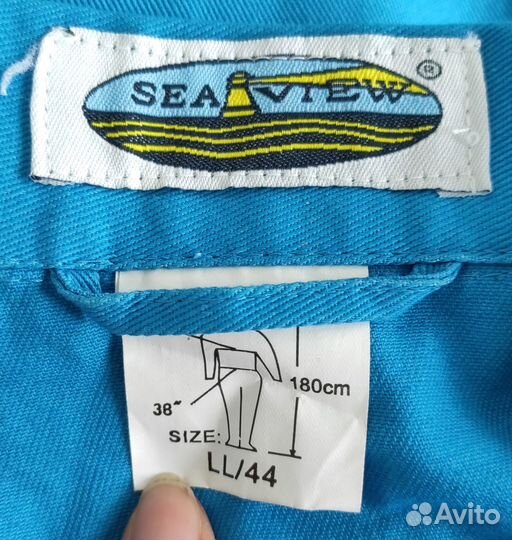 SEA VIEW ®
180cm
38"
SIZE:
LL/44
Avito